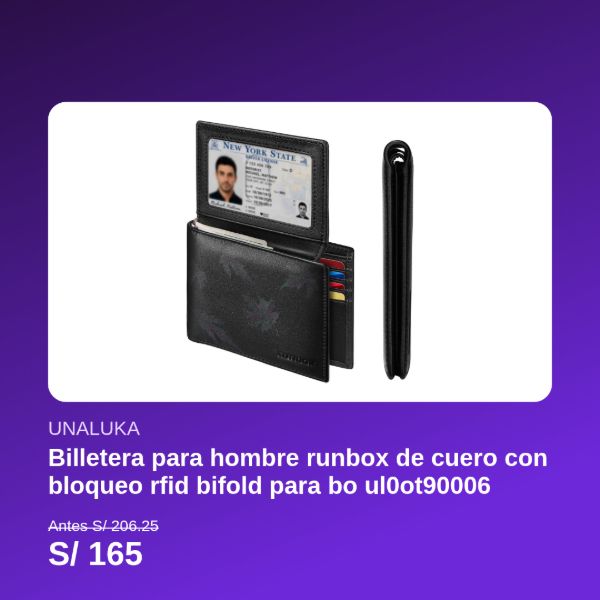 NEW YORK STATE
UNALUKA
Billetera para hombre runbox de cuero con
bloqueo rfid bifold para bo ul0ot90006
Antes S/ 206.25
S/ 165